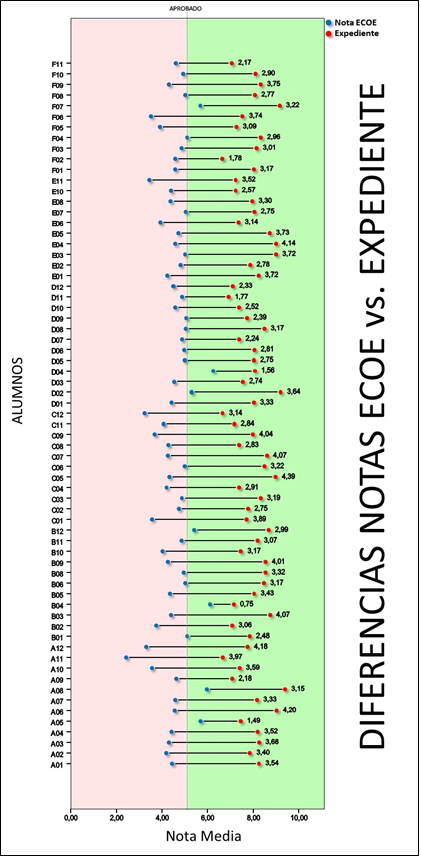 APROBADO
Nota ECOE
Expediente
F11 2,17
F10 2,90
F09 3,75
F08 2,77
F07 3,22
F06 3,74
F05 3,09
F04 2,96
F03 3,01
F02 1,78
F01 3,17
E11 3,52
E10 2,57
E08 3,30
E07 2,75
E06 3,14
E05 3,73
E04 4,14
E03 3,72
E02 2,78
E01 3,72
D12 2,33
D11 1,77
D10 2,52
D09 2,39
D08 3,17
D07 2,24
D06 2,81
D05 2,75
D04 1,56
D03 2,74
D02 3,64
D01 3,33
C12 3,14
C11 2,84
C09 4,04
C08 2,83
C07 4,07
C06 3,22
C05 4,39
C04 2,91
C03 3,19
C02 2,75
C01 3,89
B12 2,99
B11 3,07
B10 3,17
B09 4,01
B08 3,32
B06 3,17
B05 3,43
B04 0,75
B03 4,07
B02 3,06
B01 2,48
A12 4,18
A11 3,97
A10 3,59
A09 2,18
A08 3,15
A07 3,33
A06 4,20
A05 1,49
A04 3,52
A03 3,68
A02 3,40
A01 3,54
0,00 2,00 4,00 6,00 8,00 10,00
Nota Media
ALUMNOS
DIFERENCIAS NOTAS ECOE vs. EXPEDIENTE